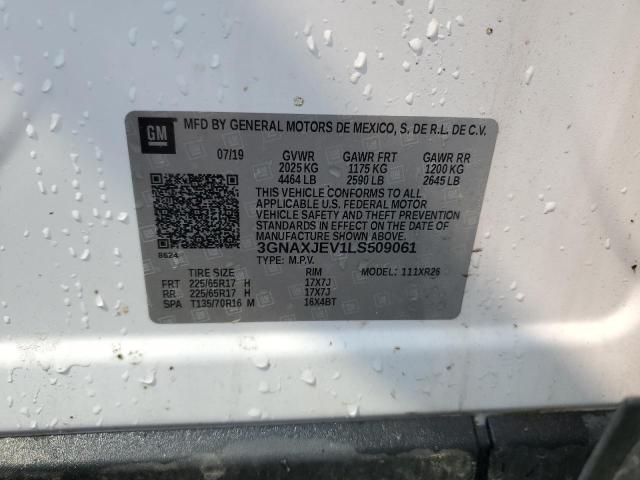 GM MFD BY GENERAL MOTORS DE MEXICO, S. DE R.L. DE C.V.
07/19 GVWR GAWR FRT GAWR RR
2025 KG 1175 KG 1200 KG
4464 LB 2590 LB 2645 LB
THIS VEHICLE CONFORMS TO ALL
APPLICABLE U.S. FEDERAL MOTOR
VEHICLE SAFETY AND THEFT PREVENTION
STANDARDS IN EFFECT ON THE DATE OF
MANUFACTURE SHOWN ABOVE.
3GNAXJEV1LS509061
8624 TYPE: M.P.V.
TIRE SIZE RIM MODEL: 111XR26
FRT 225/65R17 H 17X7J
RR 225/65R17 H 17X7J
SPA T135/70R16 M 16X4BT